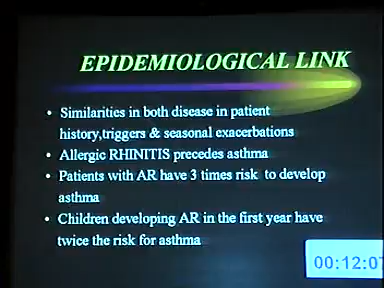 EPIDEMIOLOGICAL LINK
• Similarities in both disease in patient
history,triggers & seasonal exacerbations
• Allergic RHINITIS precedes asthma
• Patients with AR have 3 times risk to develop
asthma
• Children developing AR in the first year have
twice the risk for asthma
00:12:07